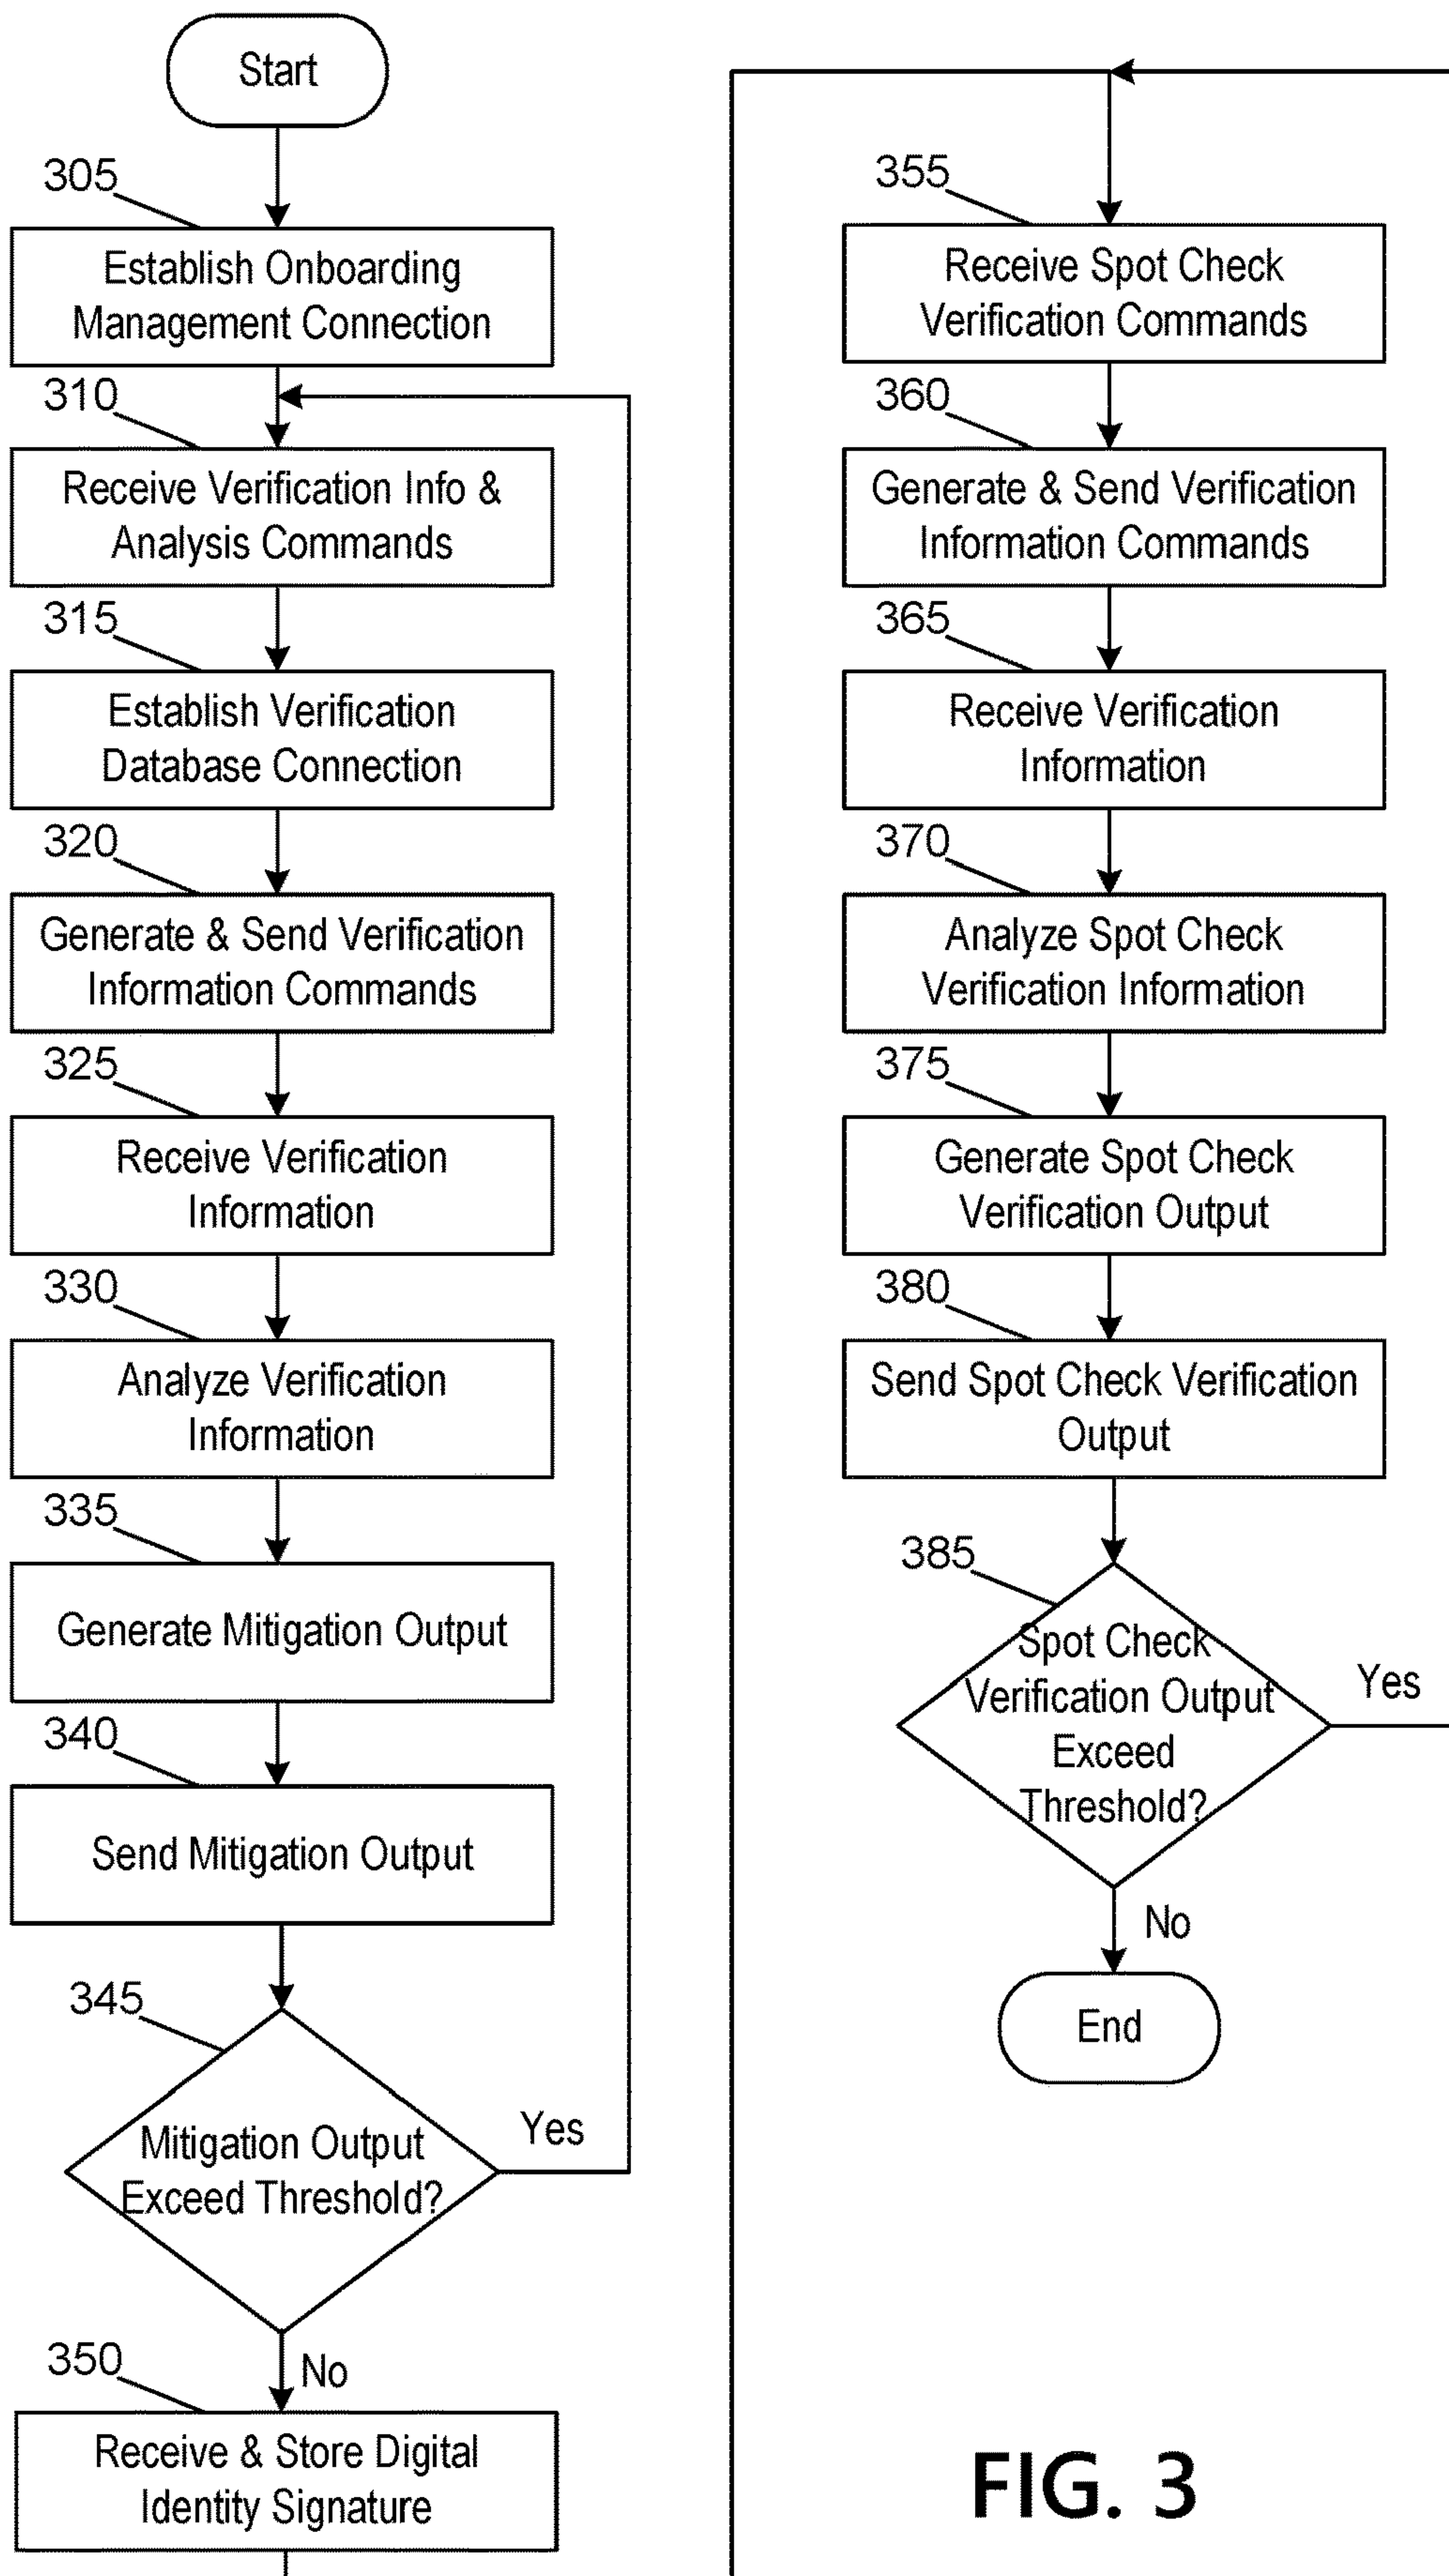 Start
305
Establish Onboarding
Management Connection
310
Receive Verification Info &
Analysis Commands
315
Establish Verification
Database Connection
320
Generate & Send Verification
Information Commands
325
Receive Verification
Information
330
Analyze Verification
Information
335
Generate Mitigation Output
340
Send Mitigation Output
345
Mitigation Output
Exceed Threshold?
Yes
No
350
Receive & Store Digital
Identity Signature
355
Receive Spot Check
Verification Commands
360
Generate & Send Verification
Information Commands
365
Receive Verification
Information
370
Analyze Spot Check
Verification Information
375
Generate Spot Check
Verification Output
380
Send Spot Check Verification
Output
385
Spot Check
Verification Output
Exceed
Threshold?
Yes
No
End
FIG. 3